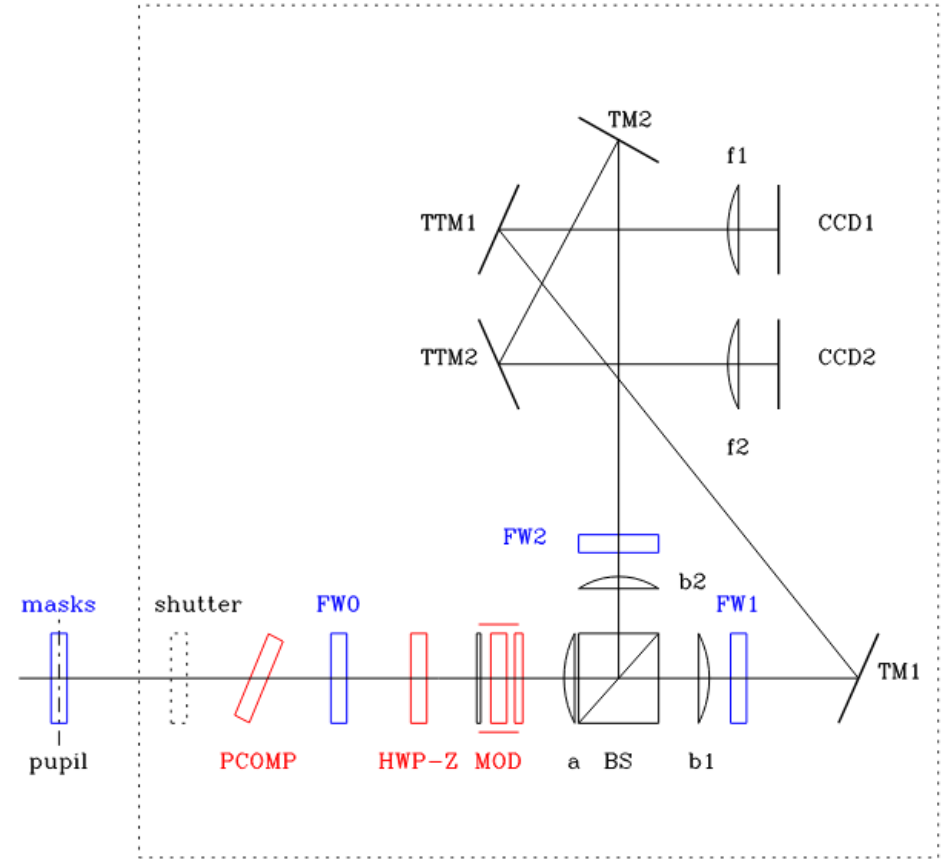 TM2
f1
TTM1
CCD1
TTM2
CCD2
f2
FW2
b2
masks
shutter
FW0
FW1
TM1
pupil
PCOMP
HWP-Z
MOD
a
BS
b1